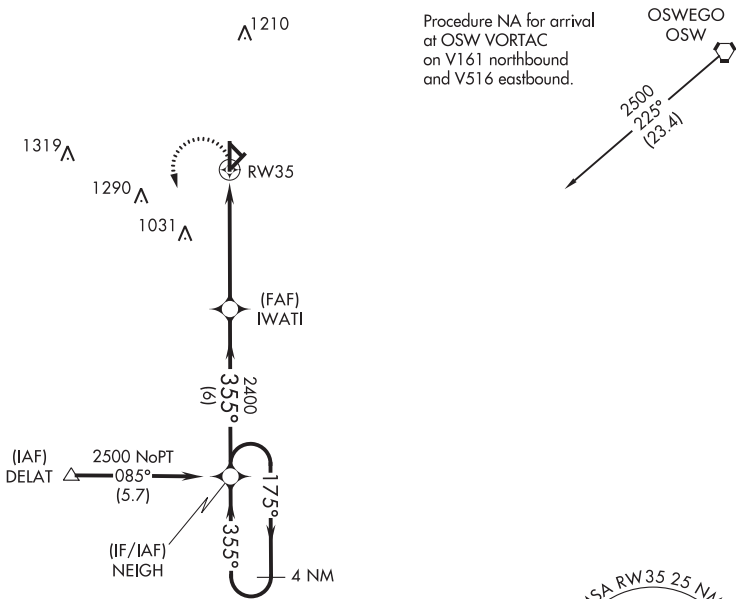 1210
Procedure NA for arrival
at OSW VORTAC
on V161 northbound
and V516 eastbound.
OSWEGO
OSW
2500
225°
(23.4)
1319
1290
1031
RW35
(FAF)
IWATI
2400
355°
(6)
(IAF)
DELAT
2500 NoPT
085°
(5.7)
175°
355°
(IF/IAF)
NEIGH
4 NM
RW35 25